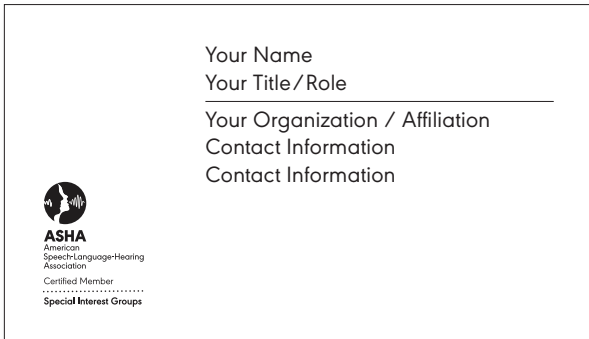 Your Name
Your Title/Role
Your Organization / Affiliation
Contact Information
Contact Information
ASHA
American
Speech-Language-Hearing
Association
Certified Member
Special Interest Groups